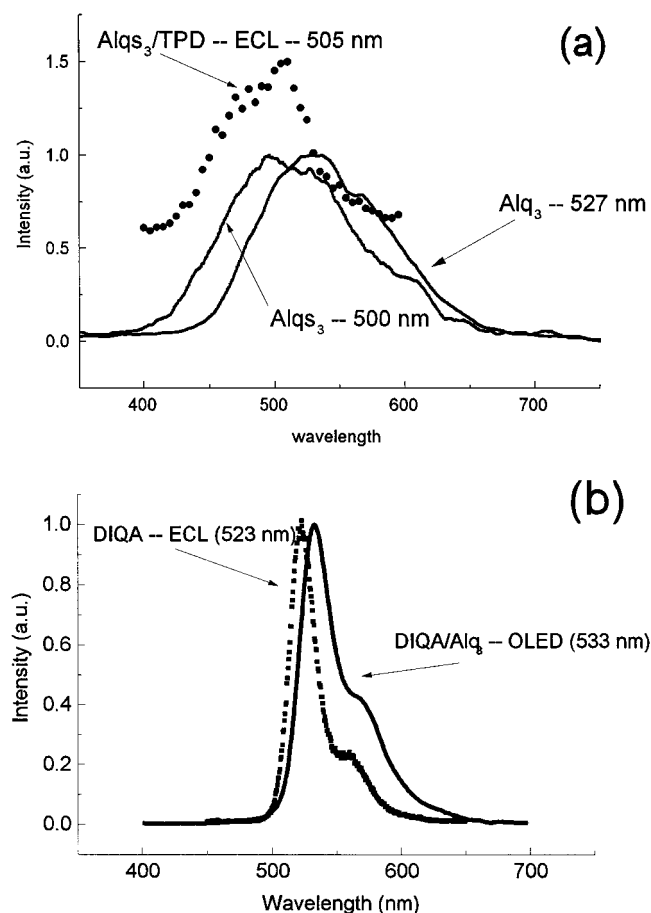 (a)
Alqs₃/TPD -- ECL -- 505 nm
1.5
1.0
0.5
0.0
Intensity (a.u.)
Alq₃ -- 527 nm
Alqs₃ -- 500 nm
400 500 600 700
wavelength
(b)
DIQA -- ECL (523 nm)
1.0
0.8
0.6
0.4
0.2
0.0
Intensity (a.u.)
DIQA/Alq₃ -- OLED (533 nm)
400 500 600 700
Wavelength (nm)